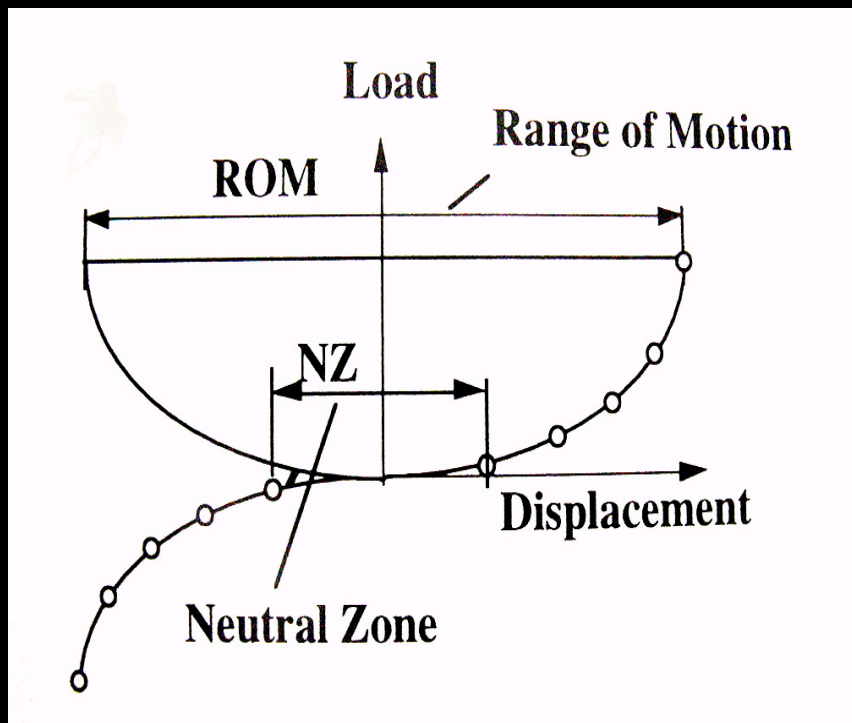 Load
Range of Motion
ROM
NZ
Displacement
Neutral Zone